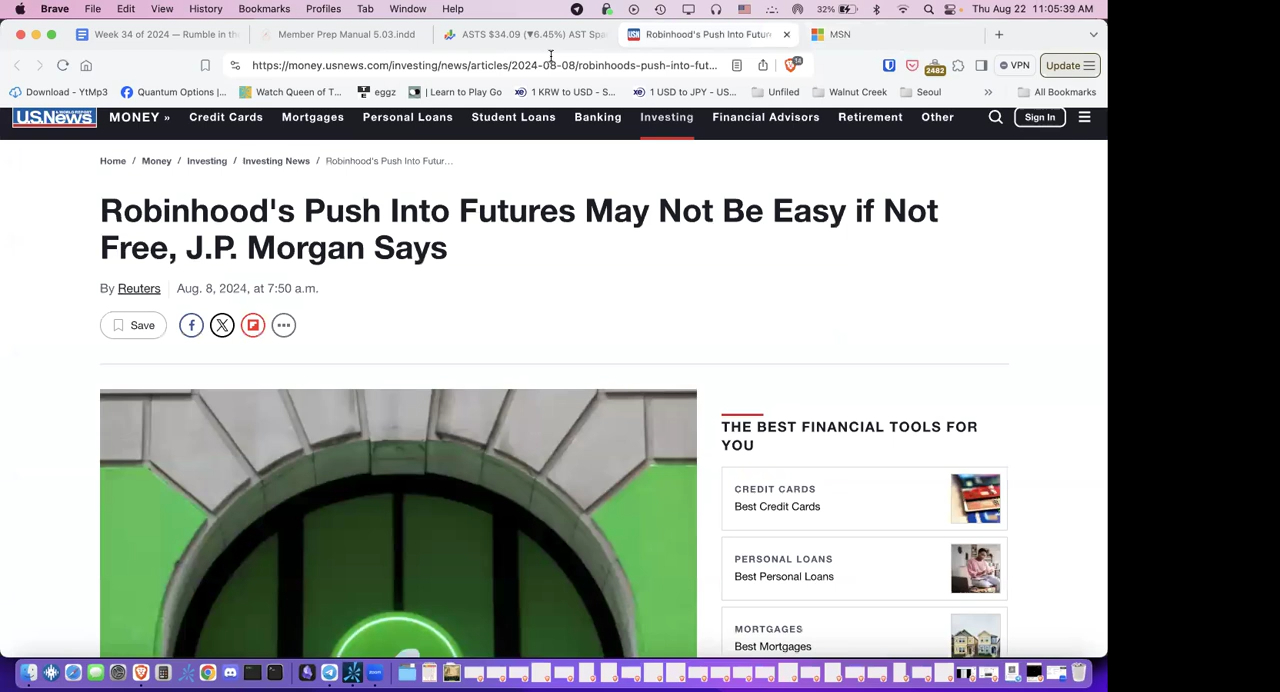 Brave File Edit View History Bookmarks Profiles Tab Window Help 32% Thu Aug 22 11:05:39 AM
Week 34 of 2024 — Rumble in the Member Prep Manual 5.03.indd ASTS $34.09 (▼6.45%) AST Spa Robinhood's Push Into Futur MSN
https://money.usnews.com/investing/news/articles/2024-08-08/robinhoods-push-into-fut... 14 2482 VPN Update
Download - YtMp3 Quantum Options |... Watch Queen of T... eggz | Learn to Play Go 1 KRW to USD - S... 1 USD to JPY - US... Unfiled Walnut Creek Seoul » All Bookmarks
U.S.News MONEY » Credit Cards Mortgages Personal Loans Student Loans Banking Investing Financial Advisors Retirement Other Sign In
Home / Money / Investing / Investing News / Robinhood's Push Into Futur...
Robinhood's Push Into Futures May Not Be Easy if Not
Free, J.P. Morgan Says
By Reuters Aug. 8, 2024, at 7:50 a.m.
Save
THE BEST FINANCIAL TOOLS FOR
YOU
CREDIT CARDS
Best Credit Cards
PERSONAL LOANS
Best Personal Loans
MORTGAGES
Best Mortgages